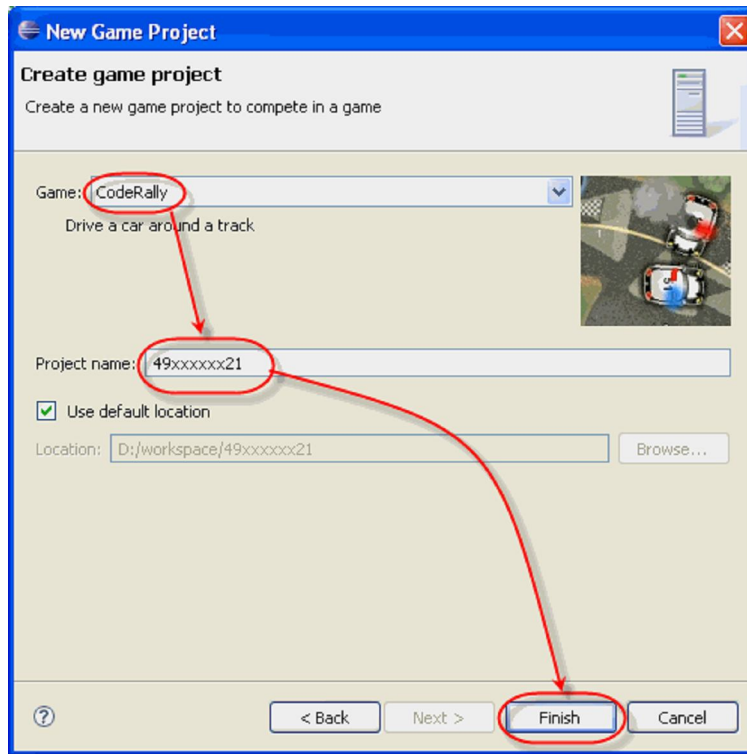 New Game Project
Create game project
Create a new game project to compete in a game
Game: CodeRally
Drive a car around a track
Project name: 49xxxxxx21
Use default location
Location: D:/workspace/49xxxxxx21 Browse...
< Back Next > Finish Cancel